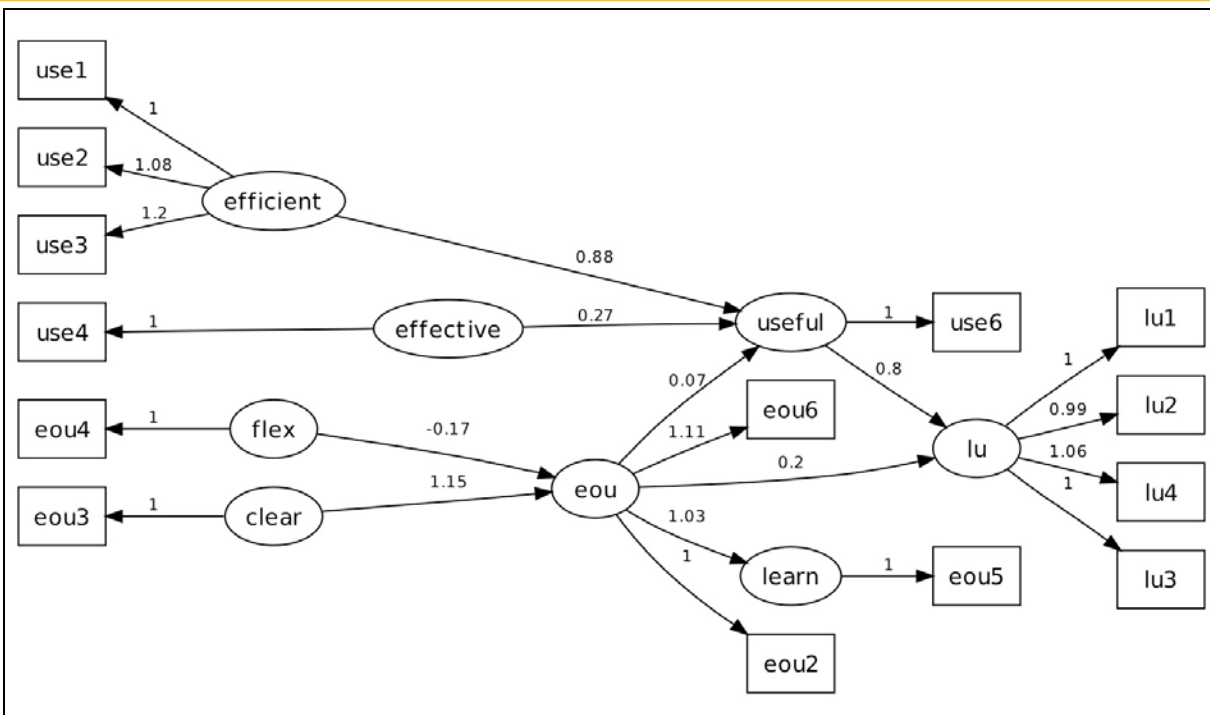 use1
1
use2
1.08
efficient
use3
1.2
0.88
use4
1
effective
0.27
useful
1
use6
lu1
0.8
1
0.07
lu2
0.99
eou4
1
flex
-0.17
eou6
1.11
lu
1.06
0.2
1
lu4
eou3
1
clear
1.15
eou
1.03
learn
1
eou5
lu3
1
eou2